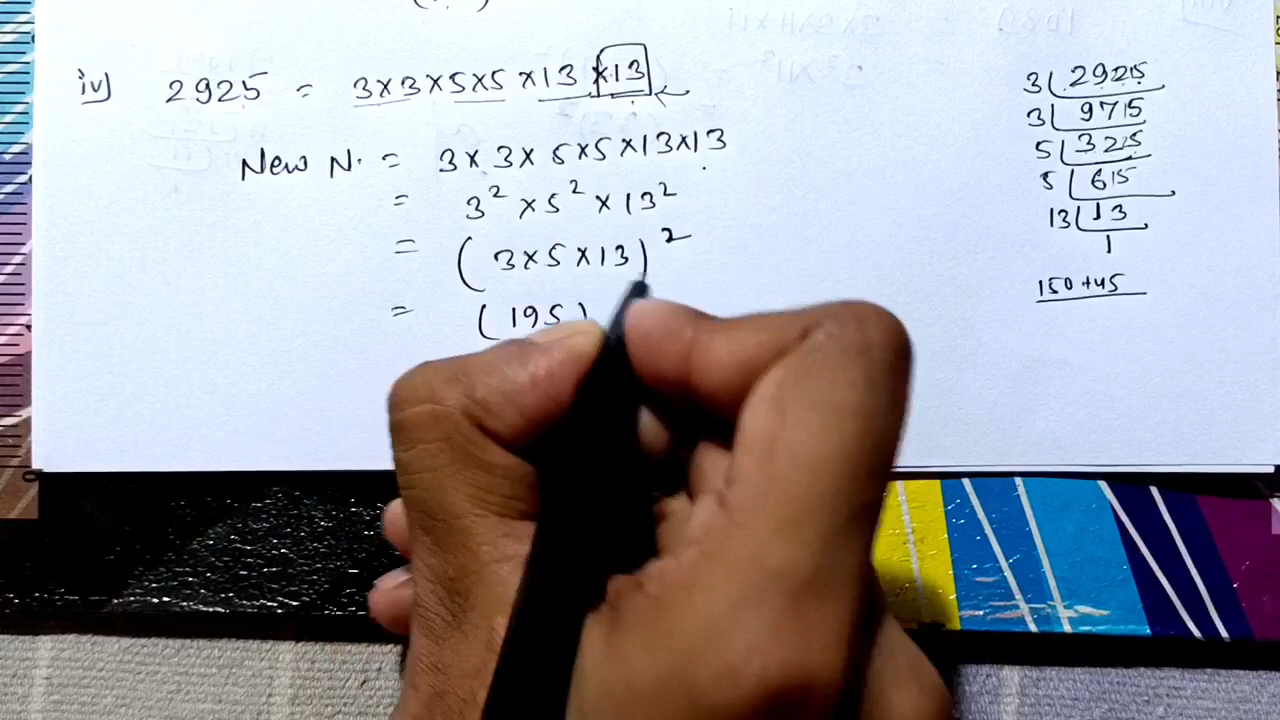 iv) 2925 = 3×3×5×5×13×13
New N. = 3×3×5×5×13×13
= 3² × 5² × 13²
= (3×5×13)²
= (195)
3 | 2925
3 | 975
5 | 325
5 | 65
13 | 13
1
150+45